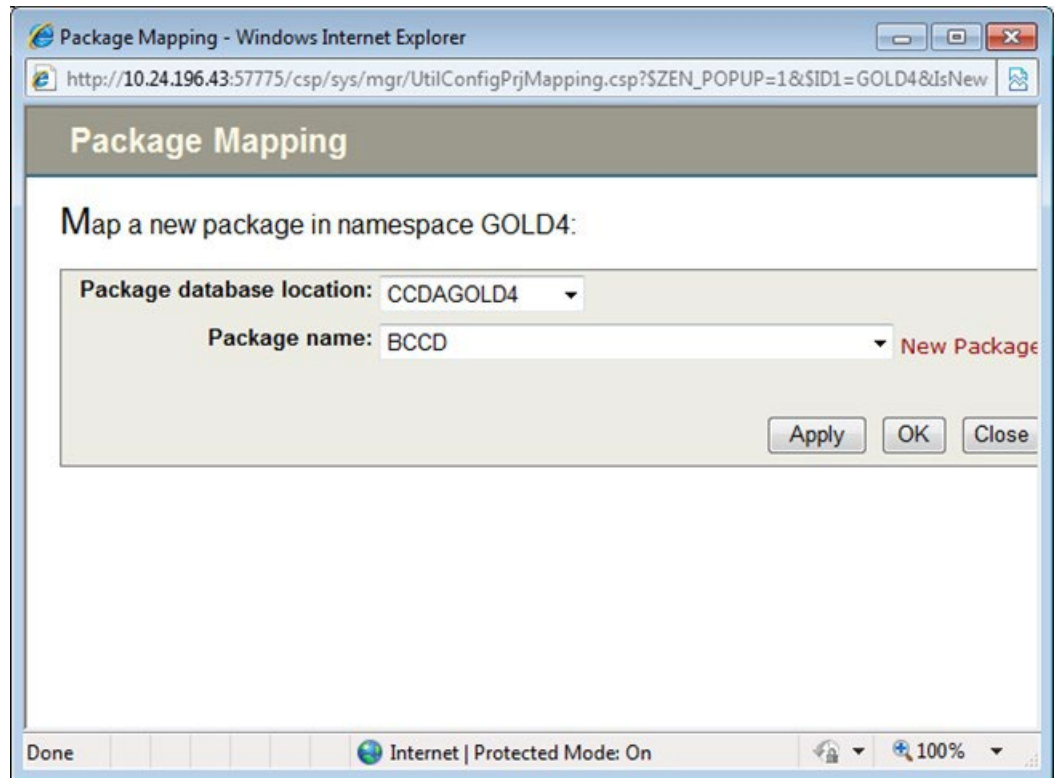 Package Mapping - Windows Internet Explorer
http://10.24.196.43:57775/csp/sys/mgr/UtilConfigPrjMapping.csp?$ZEN_POPUP=1&$ID1=GOLD4&IsNew
Package Mapping
Map a new package in namespace GOLD4:
Package database location: CCDAGOLD4
Package name: BCCD New Package
Apply OK Close
Done Internet | Protected Mode: On 100%